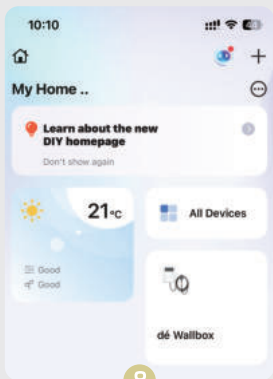 10:10
44
My Home ..
Learn about the new
DIY homepage
Don't show again
21°C
All Devices
Good
Good
dé Wallbox